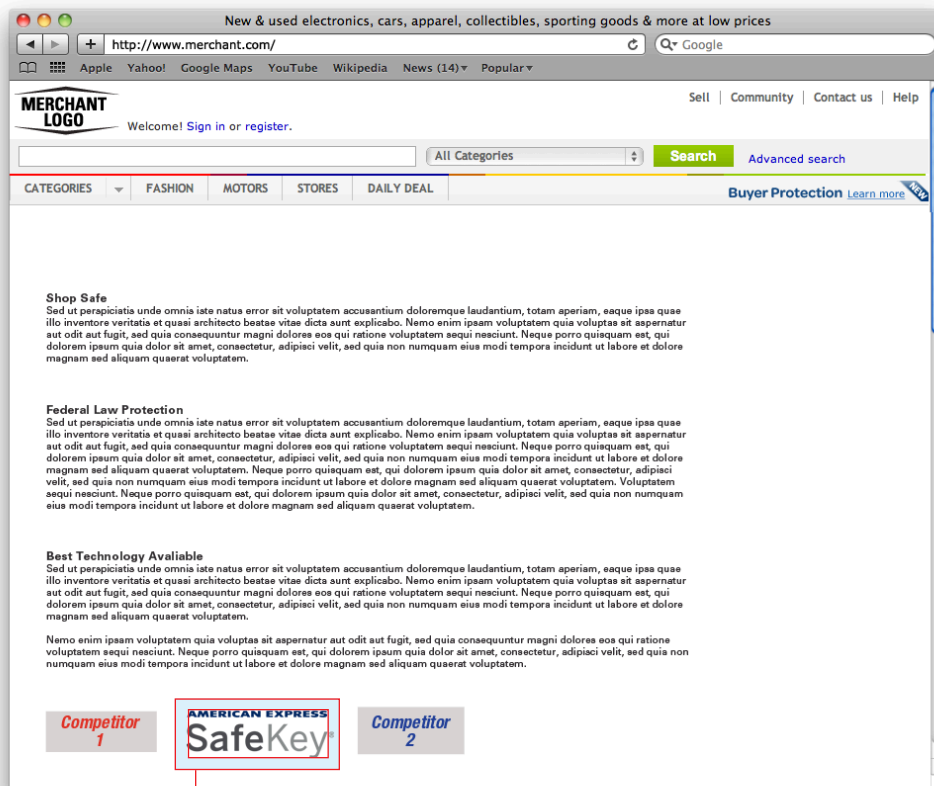 New & used electronics, cars, apparel, collectibles, sporting goods & more at low prices
http://www.merchant.com/
Google
Apple Yahoo! Google Maps YouTube Wikipedia News (14) Popular
MERCHANT
LOGO
Sell Community Contact us Help
Welcome! Sign in or register.
All Categories
Search
Advanced search
CATEGORIES FASHION MOTORS STORES DAILY DEAL
Buyer Protection Learn more
NEW
Shop Safe
Sed ut perspiciatis unde omnis iste natus error sit voluptatem accusantium doloremque laudantium, totam aperiam, eaque ipsa quae
illo inventore veritatis et quasi architecto beatae vitae dicta sunt explicabo. Nemo enim ipsam voluptatem quia voluptas sit aspernatur
aut odit aut fugit, sed quia consequuntur magni dolores eos qui ratione voluptatem sequi nesciunt. Neque porro quisquam est, qui
dolorem ipsum quia dolor sit amet, consectetur, adipisci velit, sed quia non numquam eius modi tempora incidunt ut labore et dolore
magnam sed aliquam quaerat voluptatem.
Federal Law Protection
Sed ut perspiciatis unde omnis iste natus error sit voluptatem accusantium doloremque laudantium, totam aperiam, eaque ipsa quae
illo inventore veritatis et quasi architecto beatae vitae dicta sunt explicabo. Nemo enim ipsam voluptatem quia voluptas sit aspernatur
aut odit aut fugit, sed quia consequuntur magni dolores eos qui ratione voluptatem sequi nesciunt. Neque porro quisquam est, qui
dolorem ipsum quia dolor sit amet, consectetur, adipisci velit, sed quia non numquam eius modi tempora incidunt ut labore et dolore
magnam sed aliquam quaerat voluptatem. Neque porro quisquam est, qui dolorem ipsum quia dolor sit amet, consectetur, adipisci
velit, sed quia non numquam eius modi tempora incidunt ut labore et dolore magnam sed aliquam quaerat voluptatem. Voluptatem
sequi nesciunt. Neque porro quisquam est, qui dolorem ipsum quia dolor sit amet, consectetur, adipisci velit, sed quia non numquam
eius modi tempora incidunt ut labore et dolore magnam sed aliquam quaerat voluptatem.
Best Technology Avaliable
Sed ut perspiciatis unde omnis iste natus error sit voluptatem accusantium doloremque laudantium, totam aperiam, eaque ipsa quae
illo inventore veritatis et quasi architecto beatae vitae dicta sunt explicabo. Nemo enim ipsam voluptatem quia voluptas sit aspernatur
aut odit aut fugit, sed quia consequuntur magni dolores eos qui ratione voluptatem sequi nesciunt. Neque porro quisquam est, qui
dolorem ipsum quia dolor sit amet, consectetur, adipisci velit, sed quia non numquam eius modi tempora incidunt ut labore et dolore
magnam sed aliquam quaerat voluptatem.
Nemo enim ipsam voluptatem quia voluptas sit aspernatur aut odit aut fugit, sed quia consequuntur magni dolores eos qui ratione
voluptatem sequi nesciunt. Neque porro quisquam est, qui dolorem ipsum quia dolor sit amet, consectetur, adipisci velit, sed quia non
numquam eius modi tempora incidunt ut labore et dolore magnam sed aliquam quaerat voluptatem.
Competitor
1
AMERICAN EXPRESS
SafeKey
Competitor
2